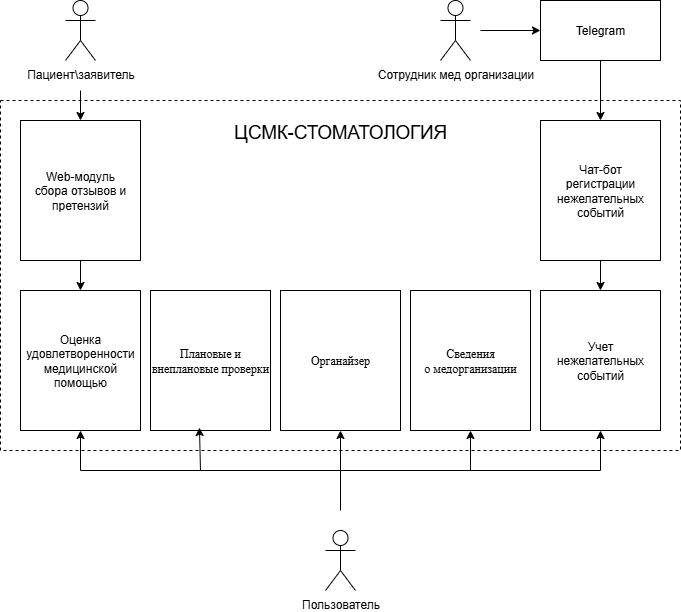 Telegram
Пациент\заявитель
Сотрудник мед организации
ЦСМК-СТОМАТОЛОГИЯ
Web-модуль
сбора отзывов и
претензий
Чат-бот
регистрации
нежелательных
событий
Оценка
удовлетворенности
медицинской
помощью
Плановые и
внеплановые проверки
Органайзер
Сведения
о медорганизации
Учет
нежелательных
событий
Пользователь